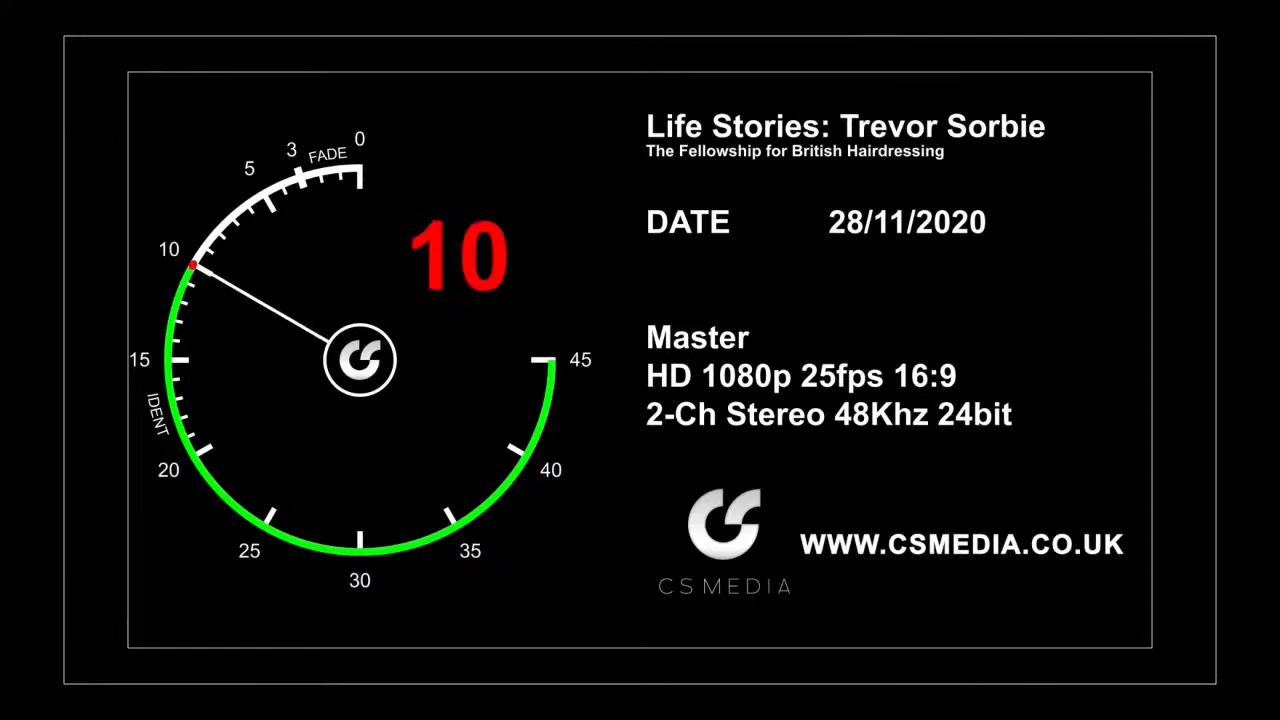 Life Stories: Trevor Sorbie
The Fellowship for British Hairdressing
DATE 28/11/2020
Master
HD 1080p 25fps 16:9
2-Ch Stereo 48Khz 24bit
WWW.CSMEDIA.CO.UK
CS MEDIA
0
FADE
3
5
10
10
15
IDENT
20
25
30
35
40
45